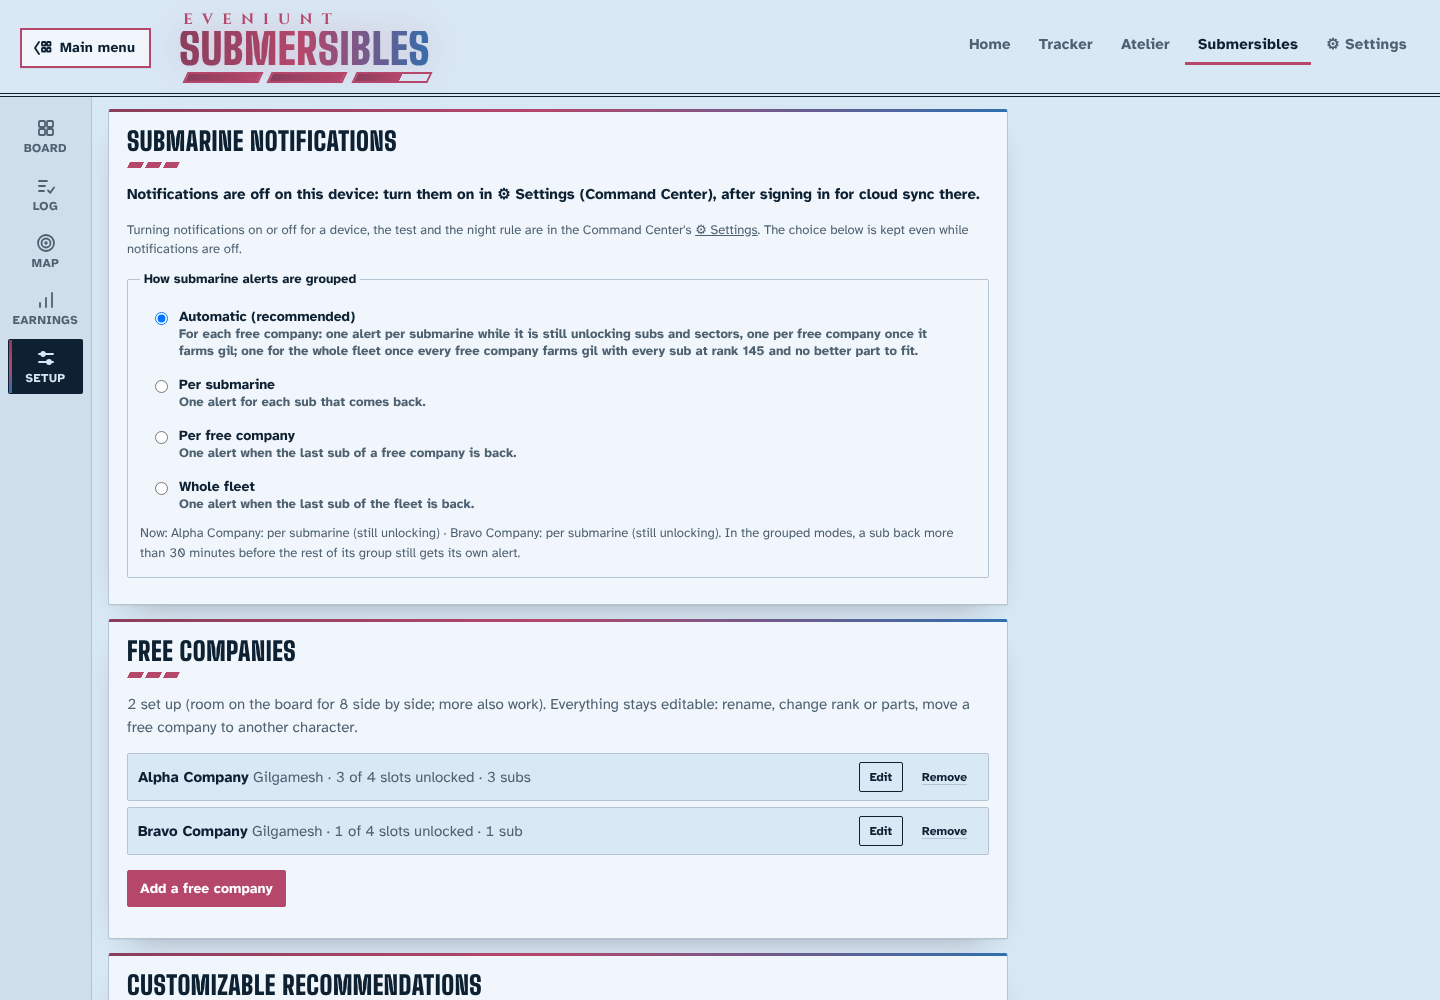 Main menu
EVENIUNT
SUBMERSIBLES
Home
Tracker
Atelier
Submersibles
⚙ Settings
BOARD
LOG
MAP
EARNINGS
SETUP
SUBMARINE NOTIFICATIONS
Notifications are off on this device: turn them on in ⚙ Settings (Command Center), after signing in for cloud sync there.
Turning notifications on or off for a device, the test and the night rule are in the Command Center's ⚙ Settings. The choice below is kept even while
notifications are off.
How submarine alerts are grouped
Automatic (recommended)
For each free company: one alert per submarine while it is still unlocking subs and sectors, one per free company once it
farms gil; one for the whole fleet once every free company farms gil with every sub at rank 145 and no better part to fit.
Per submarine
One alert for each sub that comes back.
Per free company
One alert when the last sub of a free company is back.
Whole fleet
One alert when the last sub of the fleet is back.
Now: Alpha Company: per submarine (still unlocking) · Bravo Company: per submarine (still unlocking). In the grouped modes, a sub back more
than 30 minutes before the rest of its group still gets its own alert.
FREE COMPANIES
2 set up (room on the board for 8 side by side; more also work). Everything stays editable: rename, change rank or parts, move a
free company to another character.
Alpha Company Gilgamesh · 3 of 4 slots unlocked · 3 subs
Edit
Remove
Bravo Company Gilgamesh · 1 of 4 slots unlocked · 1 sub
Edit
Remove
Add a free company
CUSTOMIZABLE RECOMMENDATIONS